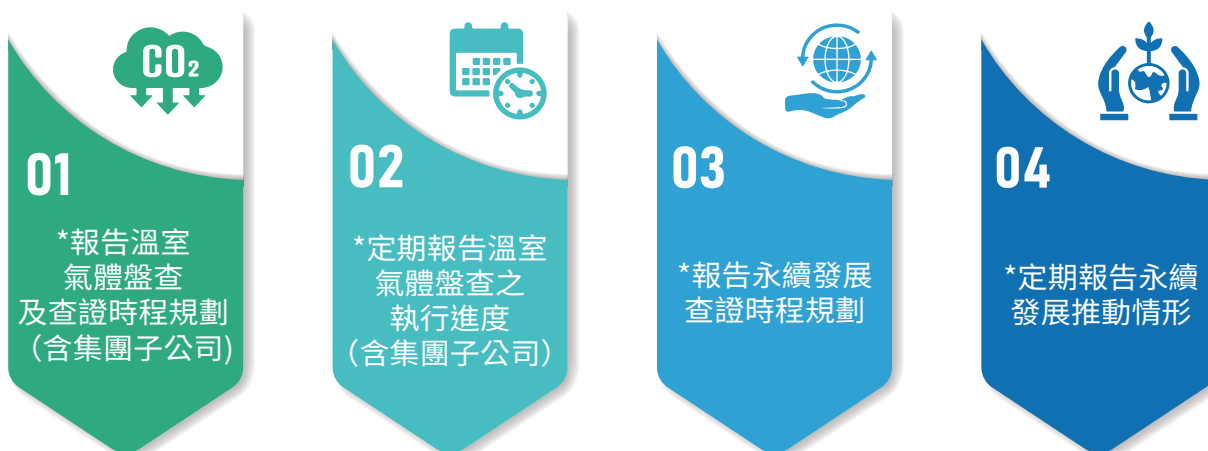 CO2
01
*報告溫室
氣體盤查
及查證時程規劃
（含集團子公司)
02
*定期報告溫室
氣體盤查之
執行進度
（含集團子公司）
03
*報告永續發展
查證時程規劃
04
*定期報告永續
發展推動情形